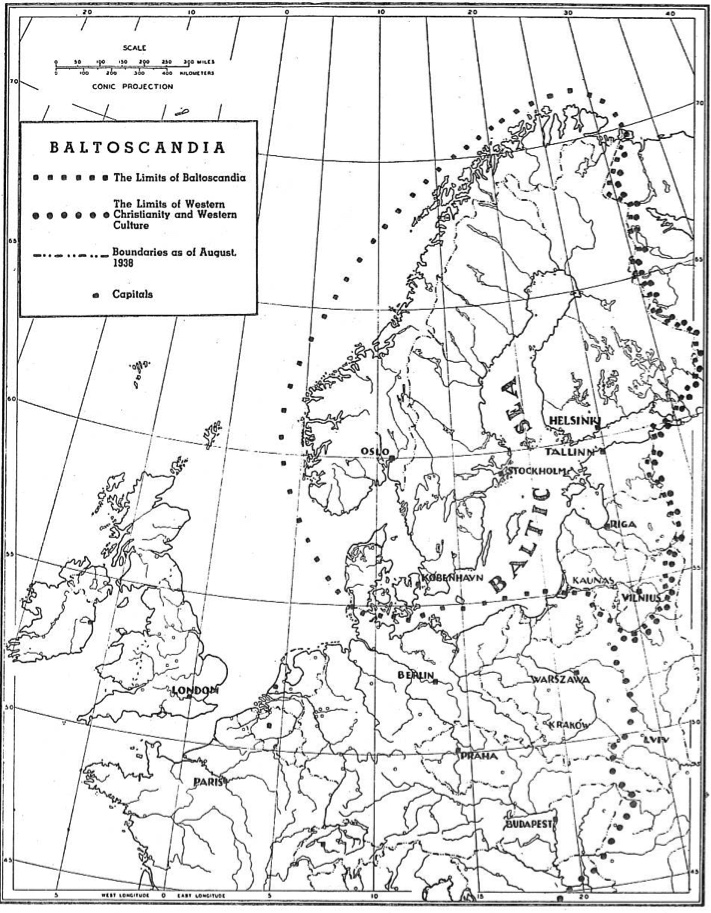 20 10 0 10 20 30 40
SCALE
0 50 100 150 200 250 300 MILES
0 100 200 300 400 KILOMETERS
CONIC PROJECTION
70
70
BALTOSCANDIA
The Limits of Baltoscandia
The Limits of Western
Christianity and Western
Culture
Boundaries as of August,
1938
Capitals
65
65
60
SEA
HELSINKI
OSLO
TALLINN
STOCKHOLM
BALTIC
RIGA
55
KØBENHAVN
KAUNAS
VILNIUS
BERLIN
WARSZAWA
LONDON
50
KRAKÓW
LVIV
PRAHA
PARIS
BUDAPEST
45
45
5 WEST LONGITUDE 0 EAST LONGITUDE 5 10 15 20